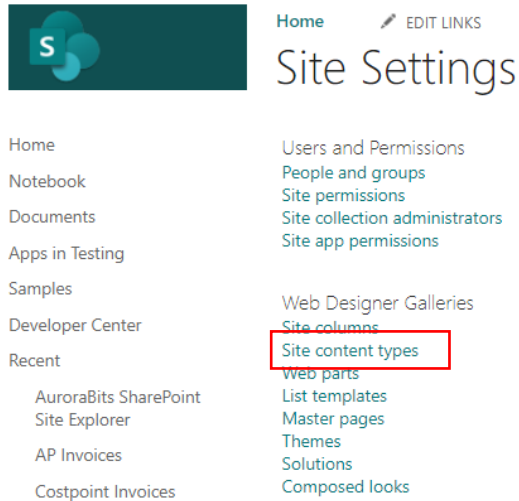 S
Home
EDIT LINKS
Site Settings
Home
Notebook
Documents
Apps in Testing
Samples
Developer Center
Recent
AuroraBits SharePoint
Site Explorer
AP Invoices
Costpoint Invoices
Users and Permissions
People and groups
Site permissions
Site collection administrators
Site app permissions
Web Designer Galleries
Site columns
Site content types
Web parts
List templates
Master pages
Themes
Solutions
Composed looks